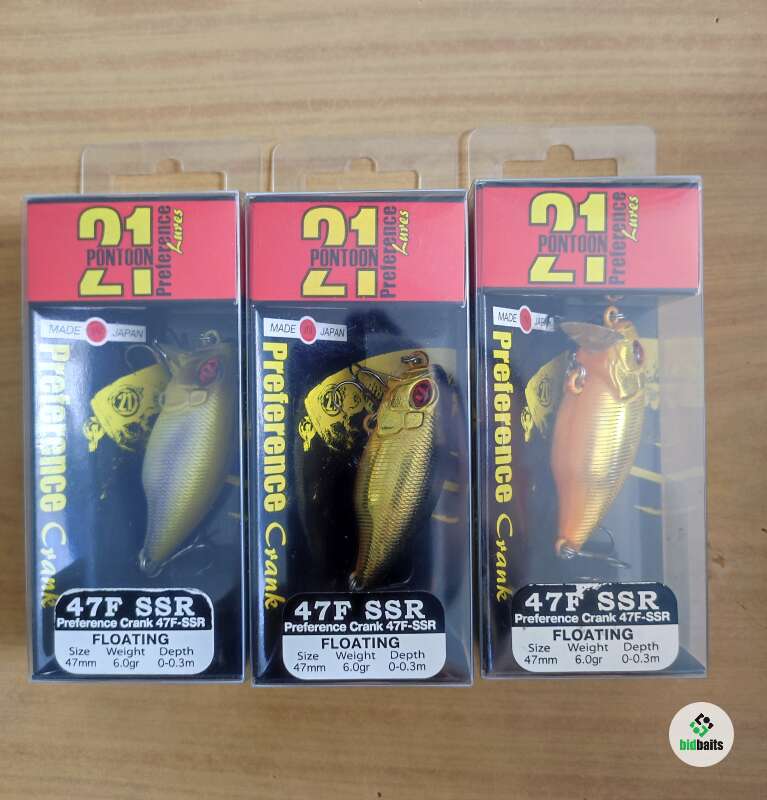 21
PONTOON
Preference
Lures
MADE IN JAPAN
Preference Crank
47F SSR
Preference Crank 47F-SSR
FLOATING
Size Weight Depth
47mm 6.0gr 0-0.3m
21
PONTOON
Preference
Lures
MADE IN JAPAN
Preference Crank
47F SSR
Preference Crank 47F-SSR
FLOATING
Size Weight Depth
47mm 6.0gr 0-0.3m
21
PONTOON
Preference
Lures
MADE IN JAPAN
Preference Crank
47F SSR
Preference Crank 47F-SSR
FLOATING
Size Weight Depth
47mm 6.0gr 0-0.3m
bidbaits